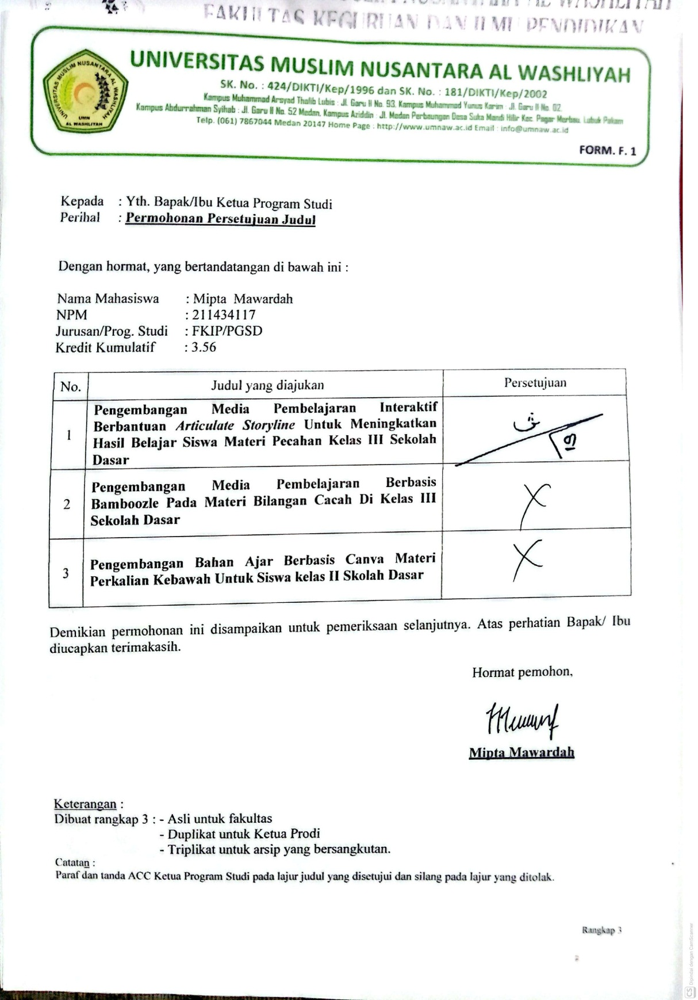 FAKULTAS KEGURUAN DAN ILMU PENDIDIKAN
UNIVERSITAS MUSLIM NUSANTARA AL WASHLIYAH
SK. No. : 424/DIKTI/Kep/1996 dan SK. No. : 181/DIKTI/Kep/2002
Kampus Muhammad Arsyad Thalib Lubis : Jl. Garu II No. 93, Kampus Muhammad Yunus Karim : Jl. Garu II No. 02,
Kampus Abdurrahman Syihab : Jl. Garu II No. 52 Medan, Kampus Aziddin : Jl. Medan Perbaungan Desa Suka Mandi Hilir Kec. Pagar Merbau, Lubuk Pakam
Telp. (061) 7867044 Medan 20147 Home Page : http://www.umnaw.ac.id Email : info@umnaw.ac.id
UNIVERSITAS MUSLIM NUSANTARA AL WASHLIYAH
UMN
AL WASHLIYAH
FORM. F. 1
Kepada : Yth. Bapak/Ibu Ketua Program Studi
Perihal : Permohonan Persetujuan Judul
Dengan hormat, yang bertandatangan di bawah ini :
Nama Mahasiswa : Mipta Mawardah
NPM : 211434117
Jurusan/Prog. Studi : FKIP/PGSD
Kredit Kumulatif : 3.56
No. Judul yang diajukan Persetujuan
1 Pengembangan Media Pembelajaran Interaktif
Berbantuan Articulate Storyline Untuk Meningkatkan
Hasil Belajar Siswa Materi Pecahan Kelas III Sekolah
Dasar
2 Pengembangan Media Pembelajaran Berbasis
Bamboozle Pada Materi Bilangan Cacah Di Kelas III
Sekolah Dasar
3 Pengembangan Bahan Ajar Berbasis Canva Materi
Perkalian Kebawah Untuk Siswa kelas II Skolah Dasar
Demikian permohonan ini disampaikan untuk pemeriksaan selanjutnya. Atas perhatian Bapak/ Ibu
diucapkan terimakasih.
Hormat pemohon,
Mipta Mawardah
Keterangan :
Dibuat rangkap 3 : - Asli untuk fakultas
- Duplikat untuk Ketua Prodi
- Triplikat untuk arsip yang bersangkutan.
Catatan :
Paraf dan tanda ACC Ketua Program Studi pada lajur judul yang disetujui dan silang pada lajur yang ditolak.
Rangkap 3
CS Dipindai dengan CamScanner